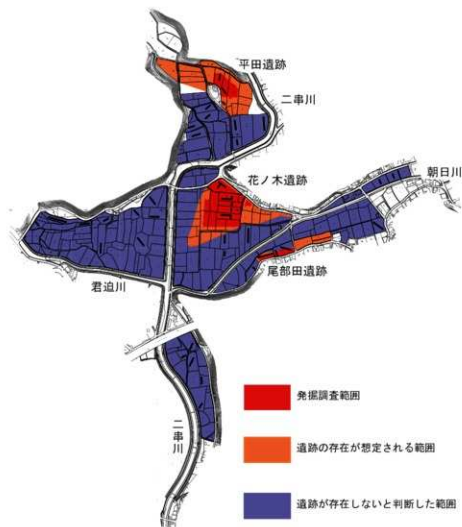 平田遺跡
二串川
花ノ木遺跡
朝日川
尾部田遺跡
君迫川
二串川
発掘調査範囲
遺跡の存在が想定される範囲
遺跡が存在しないと判断した範囲